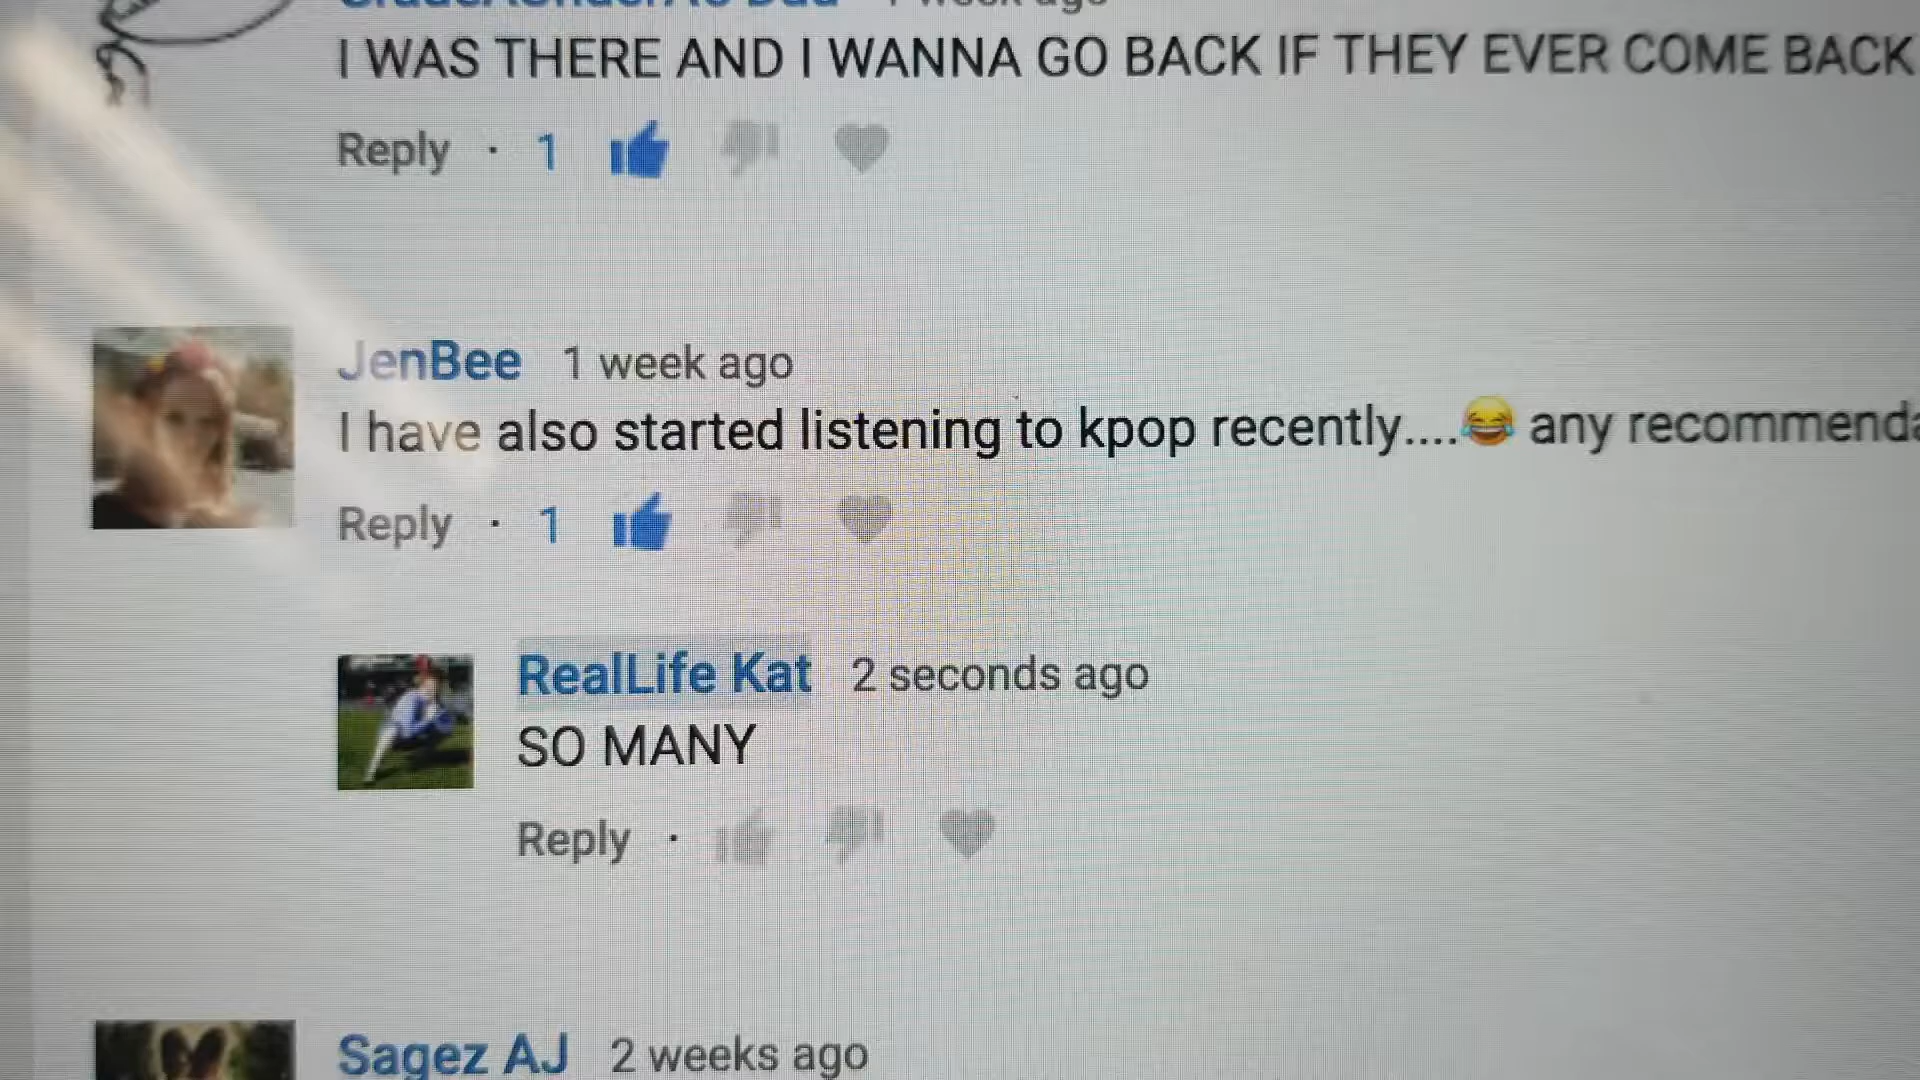 I WAS THERE AND I WANNA GO BACK IF THEY EVER COME BACK
Reply · 1
JenBee 1 week ago
I have also started listening to kpop recently....😂 any recommenda
Reply · 1
RealLife Kat 2 seconds ago
SO MANY
Reply ·
Sagez AJ 2 weeks ago